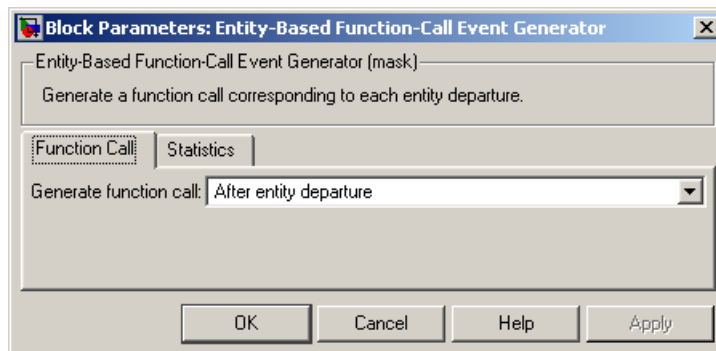 Block Parameters: Entity-Based Function-Call Event Generator
Entity-Based Function-Call Event Generator (mask)
Generate a function call corresponding to each entity departure.
Function Call Statistics
Generate function call: After entity departure
OK Cancel Help Apply